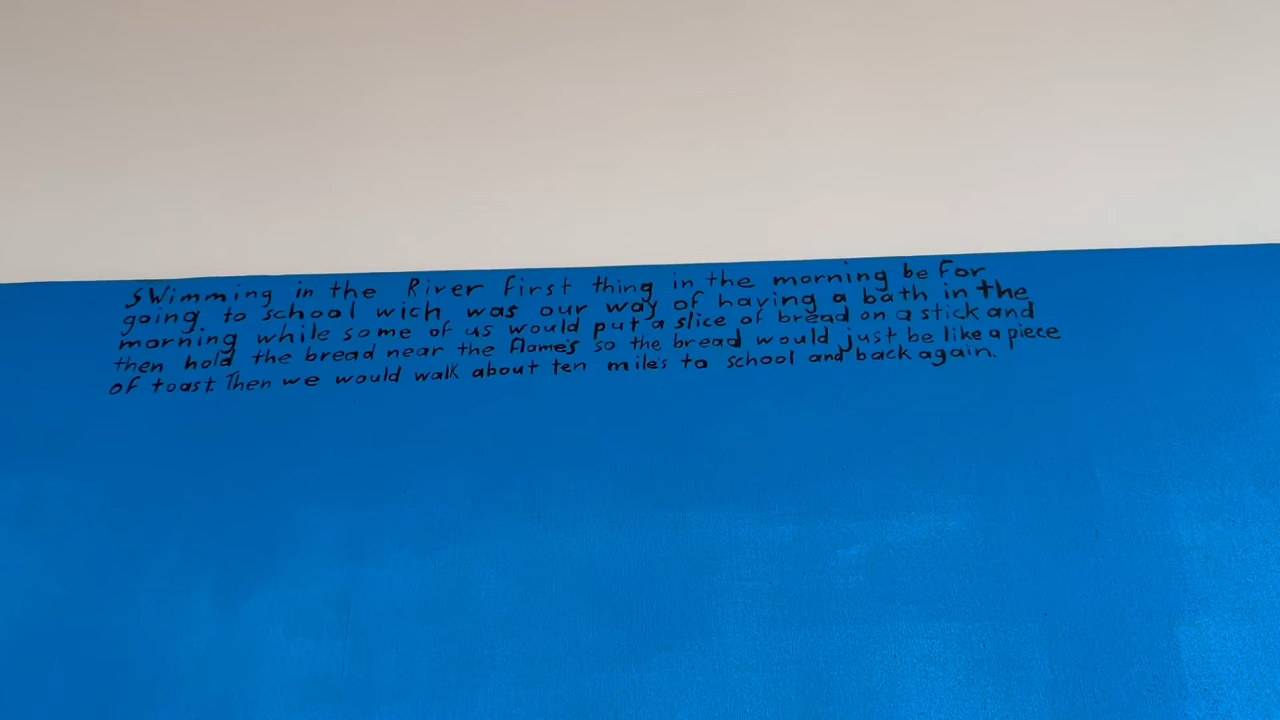 SWimming in the River first thing in the morning be For
going to school wich was our way of having a bath in the
morning while some of us would put a slice of bread on a stick and
then hold the bread near the flame's so the bread would just be like a piece
of toast. Then we would walk about ten mile's to school and back again.